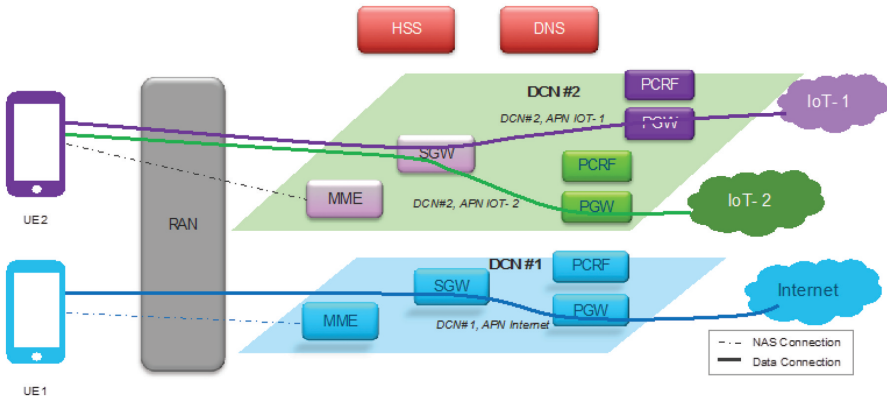 HSS
DNS
DCN #2
PCRF
DCN#2, APN IOT- 1
PGW
IoT- 1
SGW
PCRF
MME
DCN#2, APN IOT- 2
PGW
IoT- 2
UE2
RAN
DCN #1
PCRF
SGW
Internet
MME
DCN#1, APN Internet
PGW
NAS Connection
Data Connection
UE1